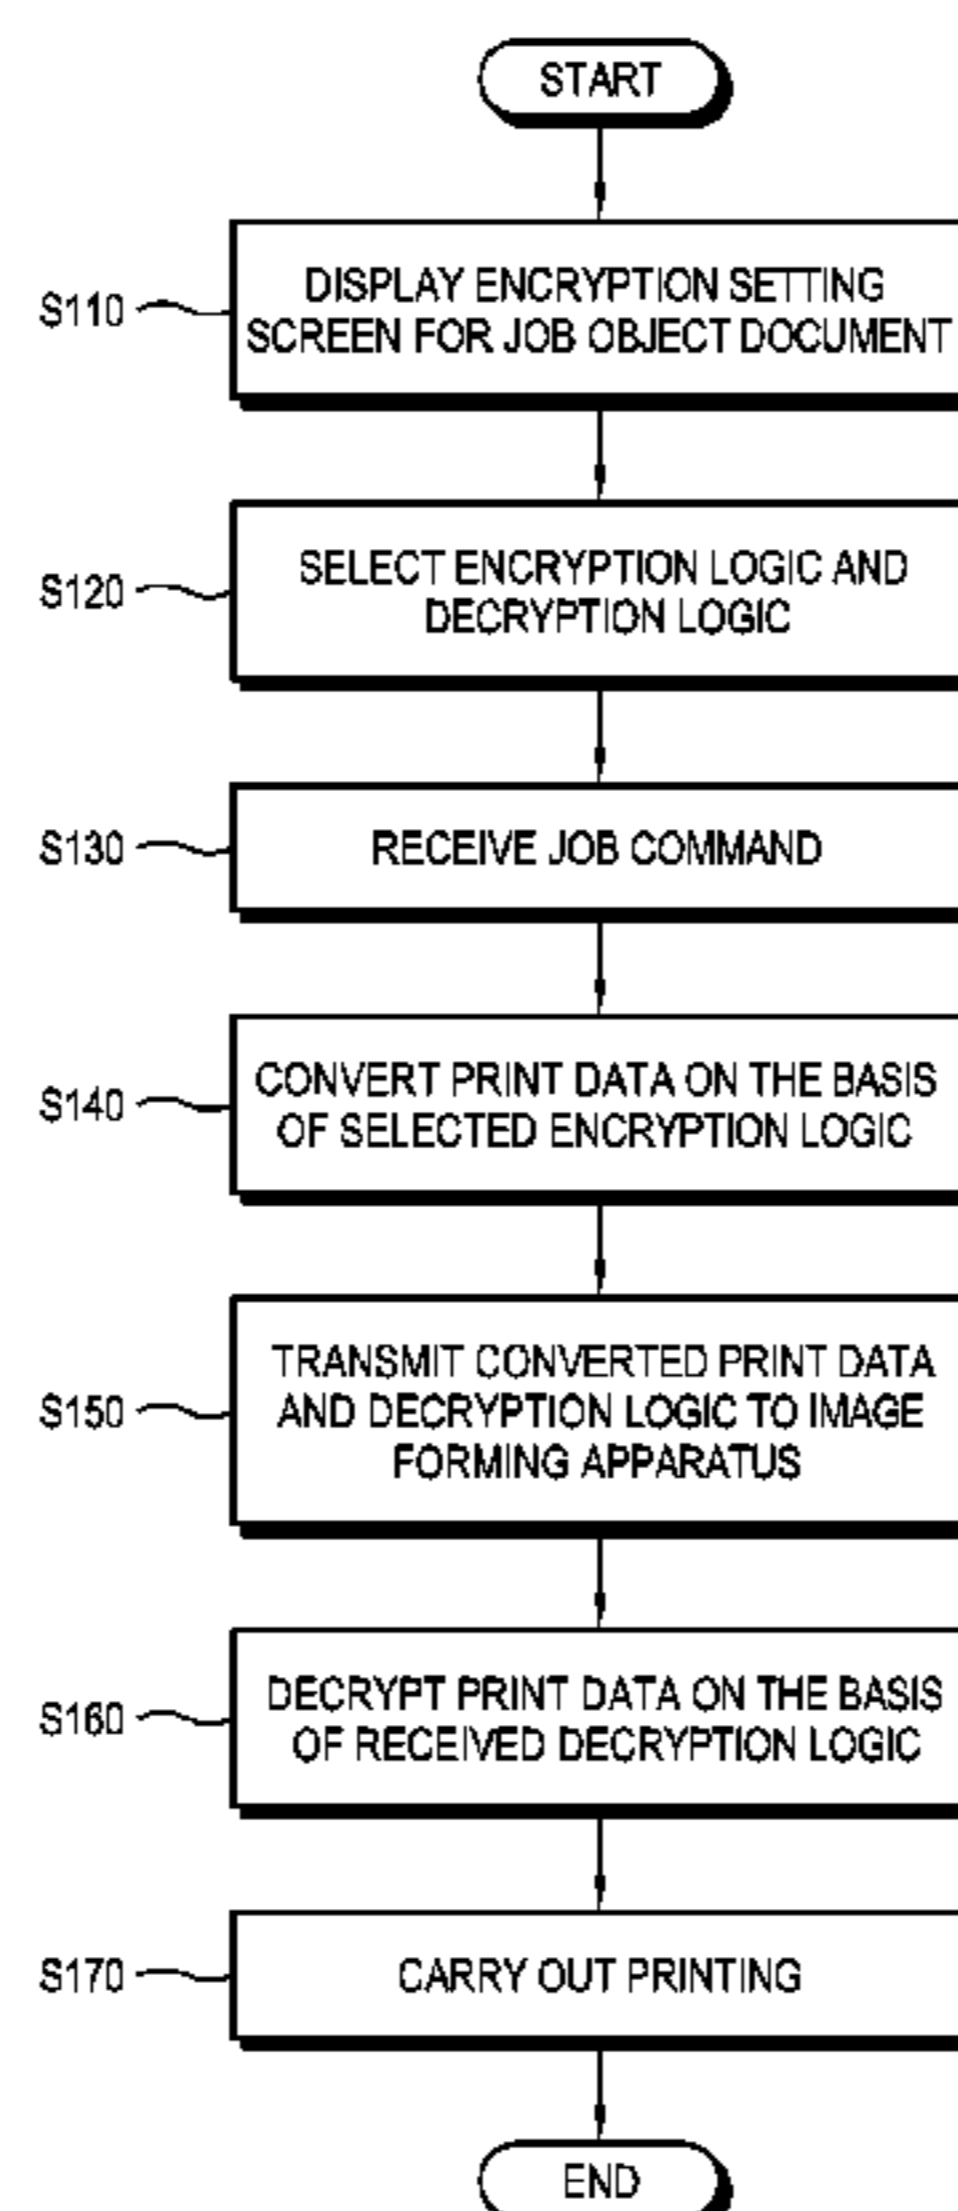 START
S110
DISPLAY ENCRYPTION SETTING
SCREEN FOR JOB OBJECT DOCUMENT
S120
SELECT ENCRYPTION LOGIC AND
DECRYPTION LOGIC
S130
RECEIVE JOB COMMAND
S140
CONVERT PRINT DATA ON THE BASIS
OF SELECTED ENCRYPTION LOGIC
S150
TRANSMIT CONVERTED PRINT DATA
AND DECRYPTION LOGIC TO IMAGE
FORMING APPARATUS
S160
DECRYPT PRINT DATA ON THE BASIS
OF RECEIVED DECRYPTION LOGIC
S170
CARRY OUT PRINTING
END